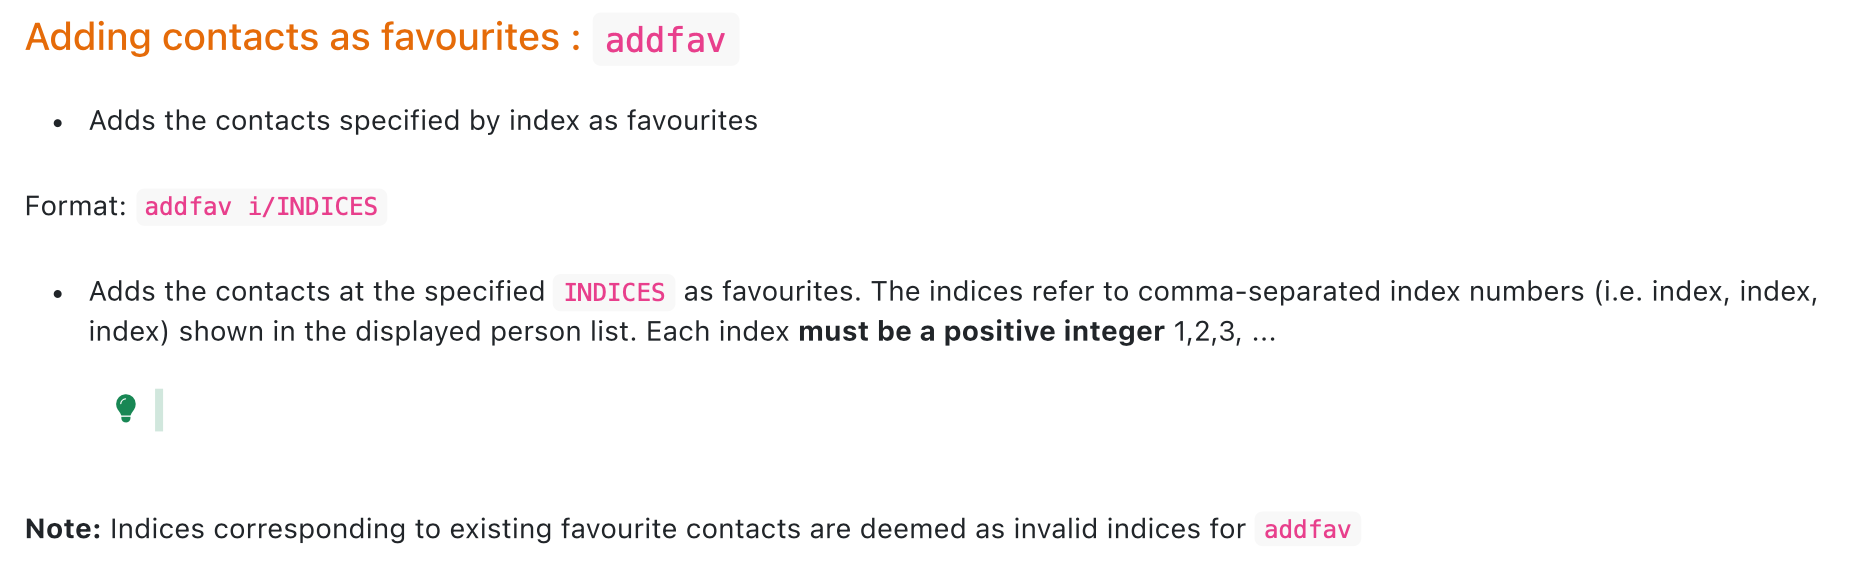 Adding contacts as favourites : addfav
• Adds the contacts specified by index as favourites
Format: addfav i/INDICES
• Adds the contacts at the specified INDICES as favourites. The indices refer to comma-separated index numbers (i.e. index, index,
index) shown in the displayed person list. Each index must be a positive integer 1,2,3, ...
Note: Indices corresponding to existing favourite contacts are deemed as invalid indices for addfav